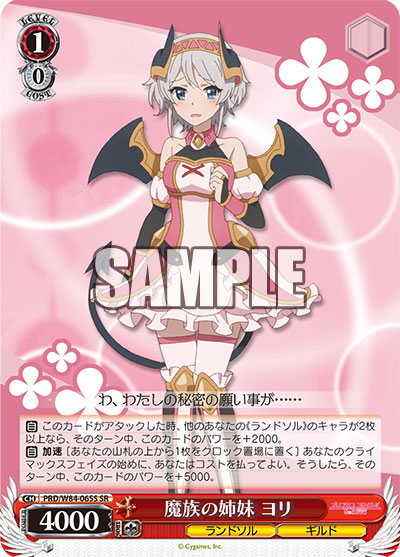 LEVEL
1
0
COST
SAMPLE
わ、わたしの秘密の願い事が……
自 このカードがアタックした時、他のあなたの《ランドソル》のキャラが2枚
以上なら、そのターン中、このカードのパワーを+2000。
自 加速 [あなたの山札の上から1枚をクロック置場に置く] あなたのクライ
マックスフェイズの始めに、あなたはコストを払ってよい。そうしたら、そのター
ン中、このカードのパワーを+5000。
CH PRD/W84-065S SR
POWER
4000
魔族の姉妹 ヨリ
ランドソル
ギルド
© Cygames, Inc.